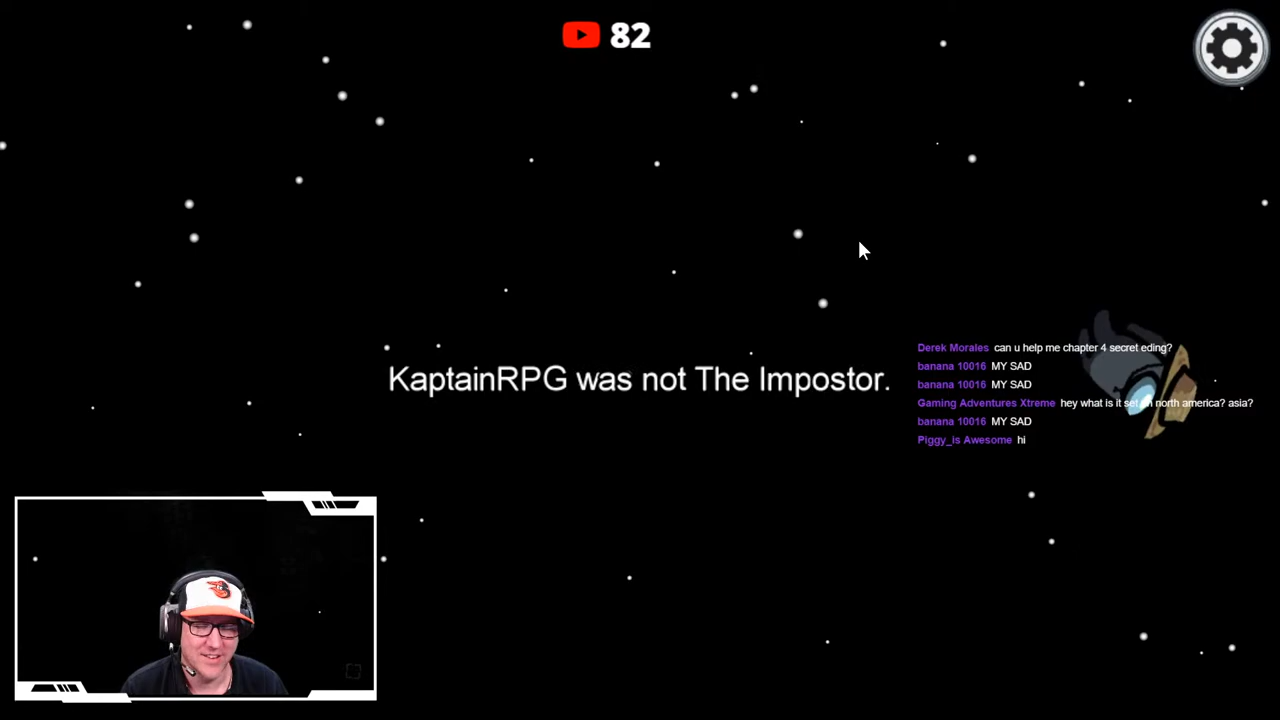 82
KaptainRPG was not The Impostor.
Derek Morales can u help me chapter 4 secret eding?
banana 10016 MY SAD
banana 10016 MY SAD
Gaming Adventures Xtreme hey what is it set on north america? asia?
banana 10016 MY SAD
Piggy_is Awesome hi